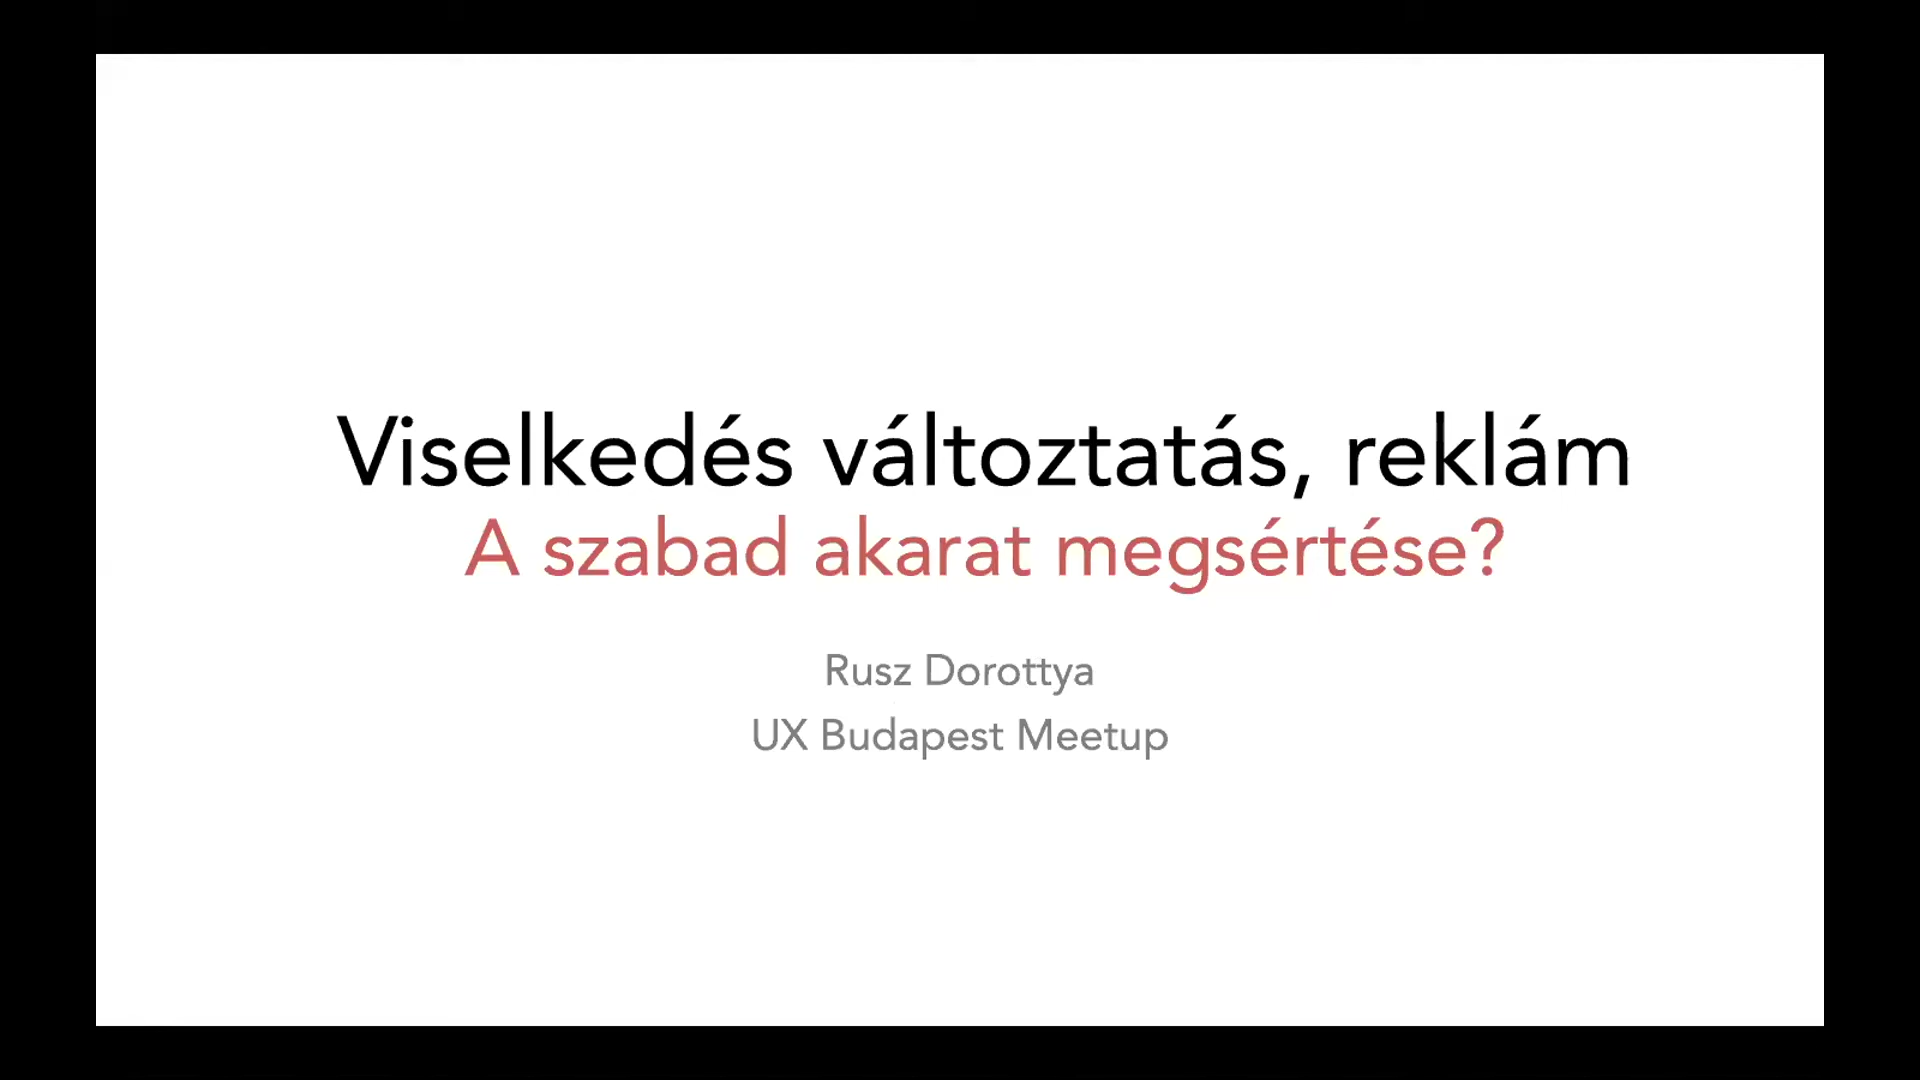 Viselkedés változtatás, reklám
A szabad akarat megsértése?
Rusz Dorottya
UX Budapest Meetup